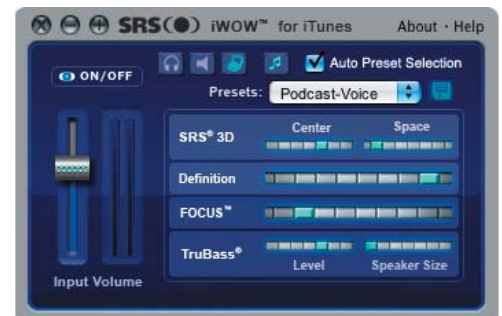 SRS(●) iWOW™ for iTunes About · Help
ON/OFF
Auto Preset Selection
Presets: Podcast-Voice
SRS® 3D
Center Space
Definition
FOCUS™
TruBass®
Level Speaker Size
Input Volume